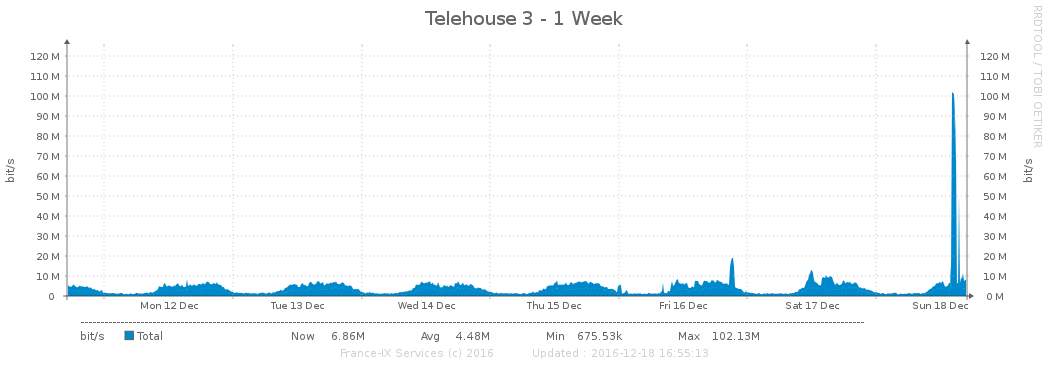 Telehouse 3 - 1 Week
RRDTOOL / TOBI OETIKER
bit/s
120 M 120 M
110 M 110 M
100 M 100 M
90 M 90 M
80 M 80 M
70 M 70 M
60 M 60 M
50 M 50 M
40 M 40 M
30 M 30 M
20 M 20 M
10 M 10 M
0 0 M
bit/s
Mon 12 Dec Tue 13 Dec Wed 14 Dec Thu 15 Dec Fri 16 Dec Sat 17 Dec Sun 18 Dec
bit/s Total Now 6.86M Avg 4.48M Min 675.53k Max 102.13M
France-IX Services (c) 2016 Updated : 2016-12-18 16:55:13